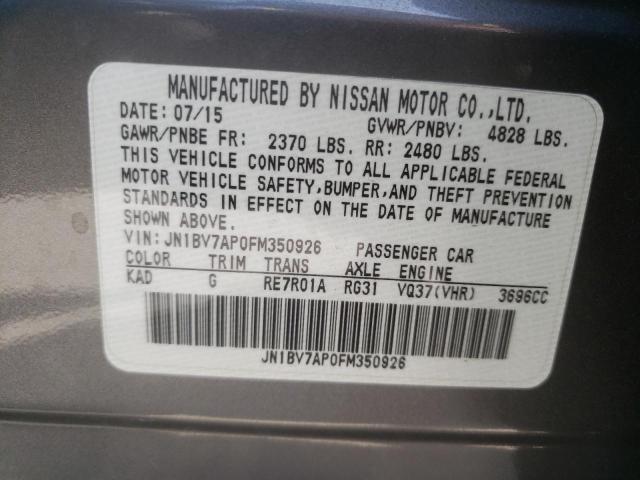 MANUFACTURED BY NISSAN MOTOR CO.,LTD.
DATE: 07/15 GVWR/PNBV: 4828 LBS.
GAWR/PNBE FR: 2370 LBS. RR: 2480 LBS.
THIS VEHICLE CONFORMS TO ALL APPLICABLE FEDERAL
MOTOR VEHICLE SAFETY,BUMPER,AND THEFT PREVENTION
STANDARDS IN EFFECT ON THE DATE OF MANUFACTURE
SHOWN ABOVE.
VIN:JN1BV7AP0FM350926 PASSENGER CAR
COLOR TRIM TRANS AXLE ENGINE
KAD G RE7R01A RG31 VQ37(VHR) 3696CC
JN1BV7AP0FM350926